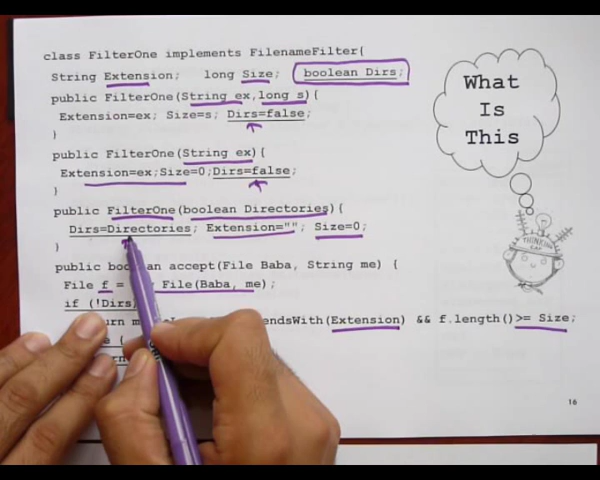 class FilterOne implements FilenameFilter{
String Extension; long Size; boolean Dirs;
public FilterOne(String ex,long s){
Extension=ex; Size=s; Dirs=false;
}
public FilterOne(String ex){
Extension=ex;Size=0;Dirs=false;
}
public FilterOne(boolean Directories){
Dirs=Directories; Extension=""; Size=0;
}
public boolean accept(File Baba, String me) {
File f = File(Baba, me);
if (!Dirs)
endsWith(Extension) && f.length()>= Size;
What
Is
This
THINKING
CAP
16